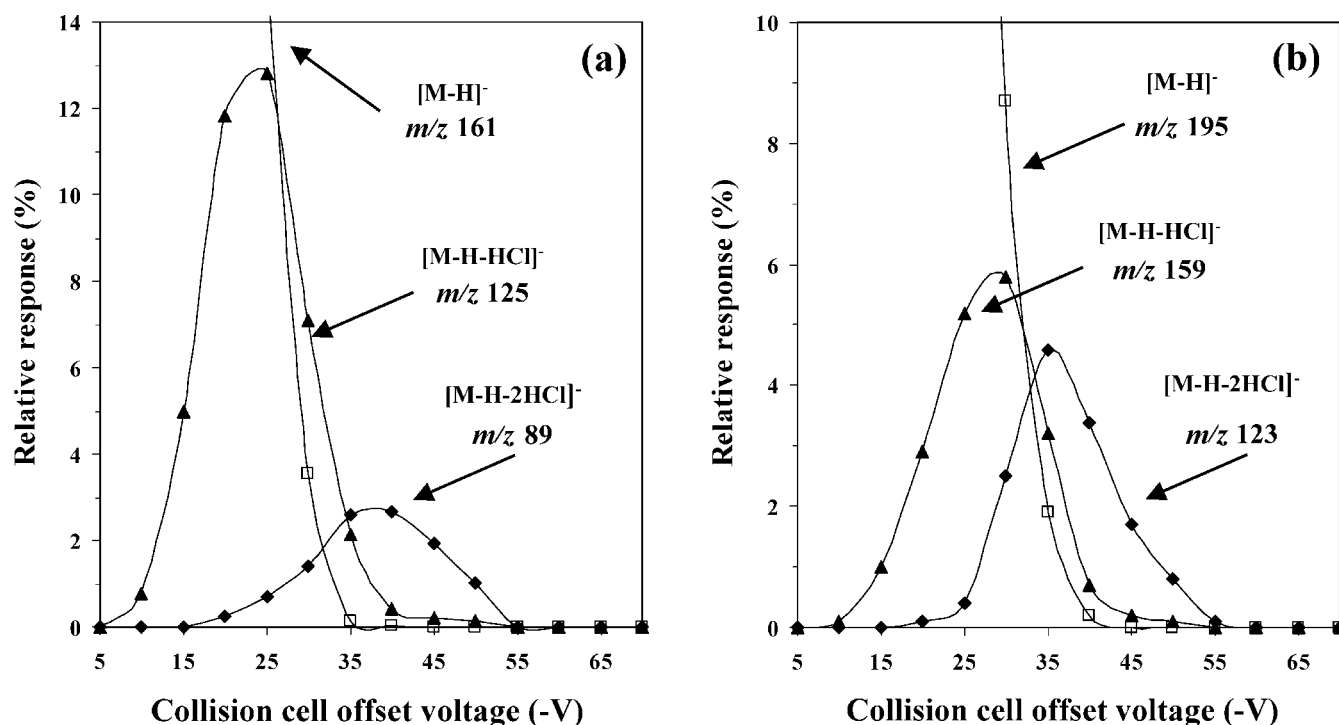 (a)
Relative response (%)
14
12
10
8
6
4
2
0
5
15
25
35
45
55
65
Collision cell offset voltage (-V)
[M-H]-
m/z 161
[M-H-HCl]-
m/z 125
[M-H-2HCl]-
m/z 89
(b)
Relative response (%)
10
8
6
4
2
0
5
15
25
35
45
55
65
Collision cell offset voltage (-V)
[M-H]-
m/z 195
[M-H-HCl]-
m/z 159
[M-H-2HCl]-
m/z 123